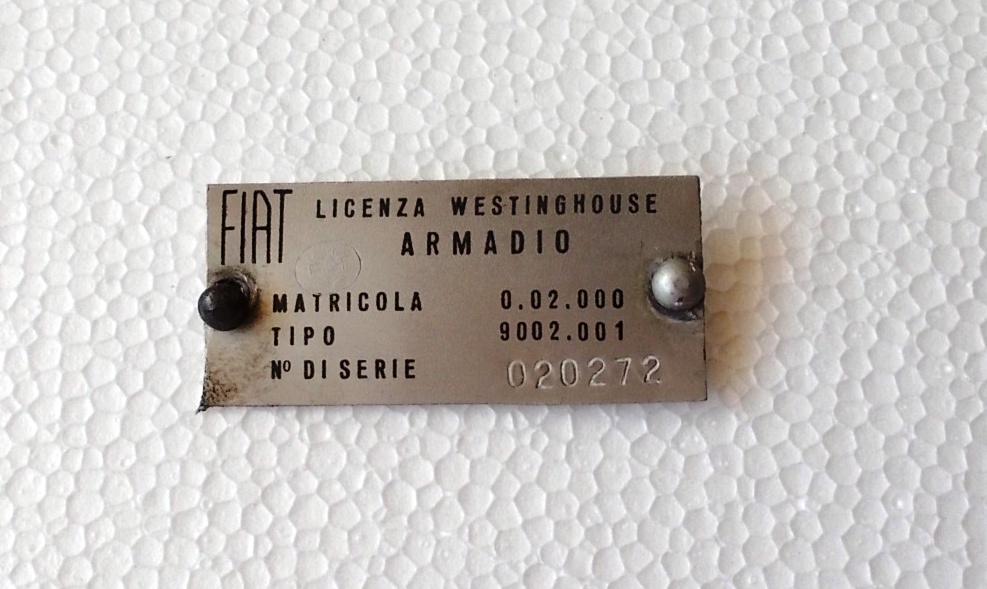 FIAT LICENZA WESTINGHOUSE
ARMADIO
MATRICOLA 0.02.000
TIPO 9002.001
Nº DI SERIE 020272